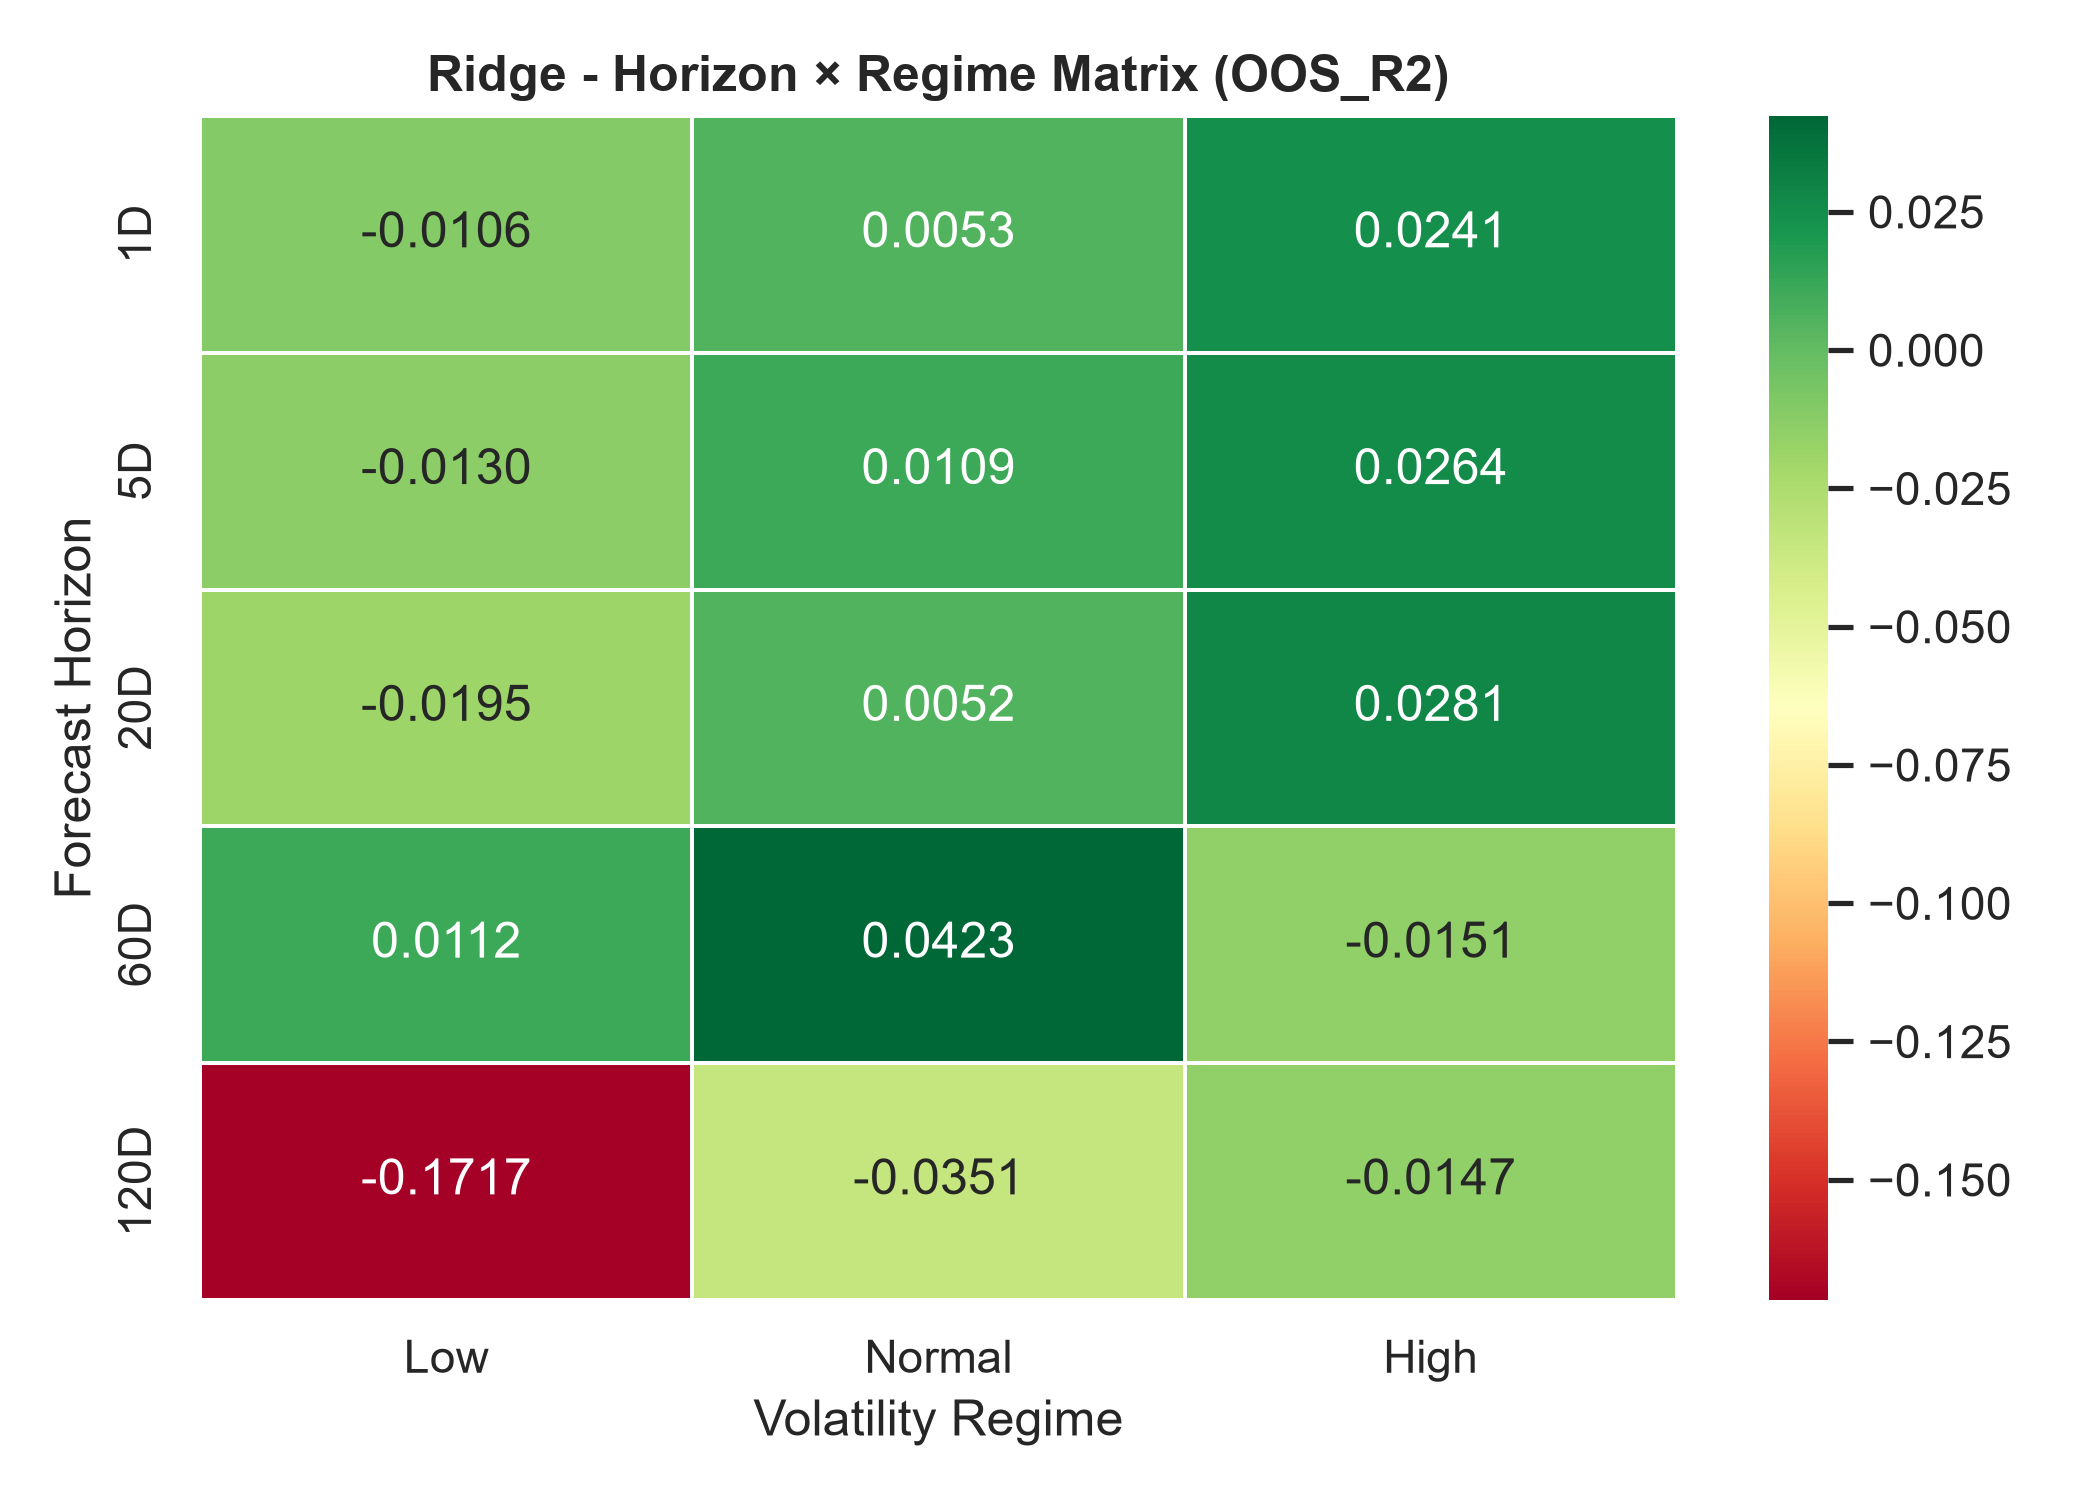 Ridge - Horizon × Regime Matrix (OOS_R2)
Forecast Horizon
1D -0.0106 0.0053 0.0241
5D -0.0130 0.0109 0.0264
20D -0.0195 0.0052 0.0281
60D 0.0112 0.0423 -0.0151
120D -0.1717 -0.0351 -0.0147
Low Normal High
Volatility Regime
0.025
0.000
−0.025
−0.050
−0.075
−0.100
−0.125
−0.150